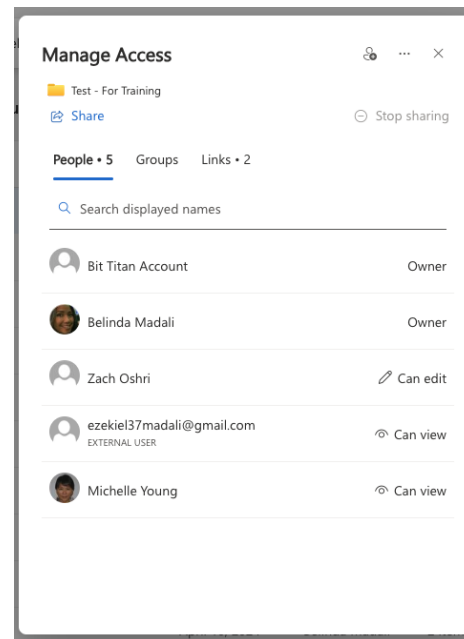 Manage Access
Test - For Training
Share
Stop sharing
People • 5 Groups Links • 2
Search displayed names
Bit Titan Account Owner
Belinda Madali Owner
Zach Oshri Can edit
ezekiel37madali@gmail.com
EXTERNAL USER
Can view
Michelle Young Can view